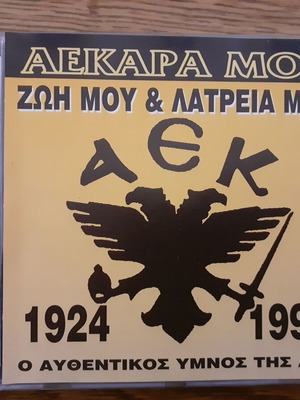 ΑΕΚΑΡΑ ΜΟ
ΖΩΗ ΜΟΥ & ΛΑΤΡΕΙΑ Μ
ΑΕΚ
1924 199
Ο ΑΥΘΕΝΤΙΚΟΣ ΥΜΝΟΣ ΤΗΣ